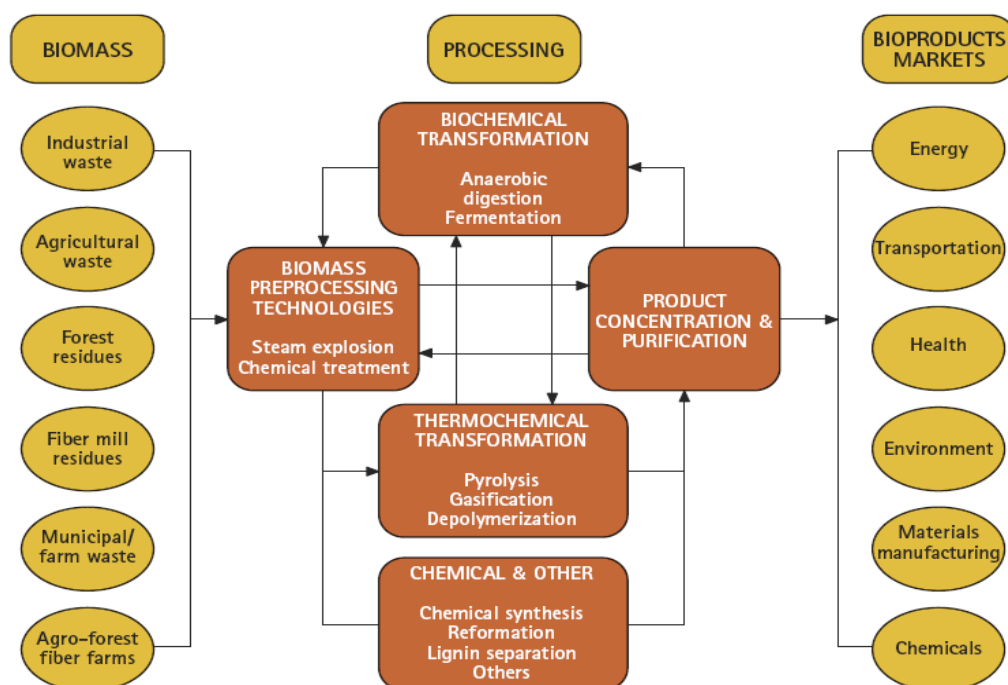 BIOMASS
PROCESSING
BIOPRODUCTS
MARKETS
Industrial
waste
Agricultural
waste
Forest
residues
Fiber mill
residues
Municipal/
farm waste
Agro-forest
fiber farms
BIOCHEMICAL
TRANSFORMATION
Anaerobic
digestion
Fermentation
BIOMASS
PREPROCESSING
TECHNOLOGIES
Steam explosion
Chemical treatment
PRODUCT
CONCENTRATION &
PURIFICATION
THERMOCHEMICAL
TRANSFORMATION
Pyrolysis
Gasification
Depolymerization
CHEMICAL & OTHER
Chemical synthesis
Reformation
Lignin separation
Others
Energy
Transportation
Health
Environment
Materials
manufacturing
Chemicals